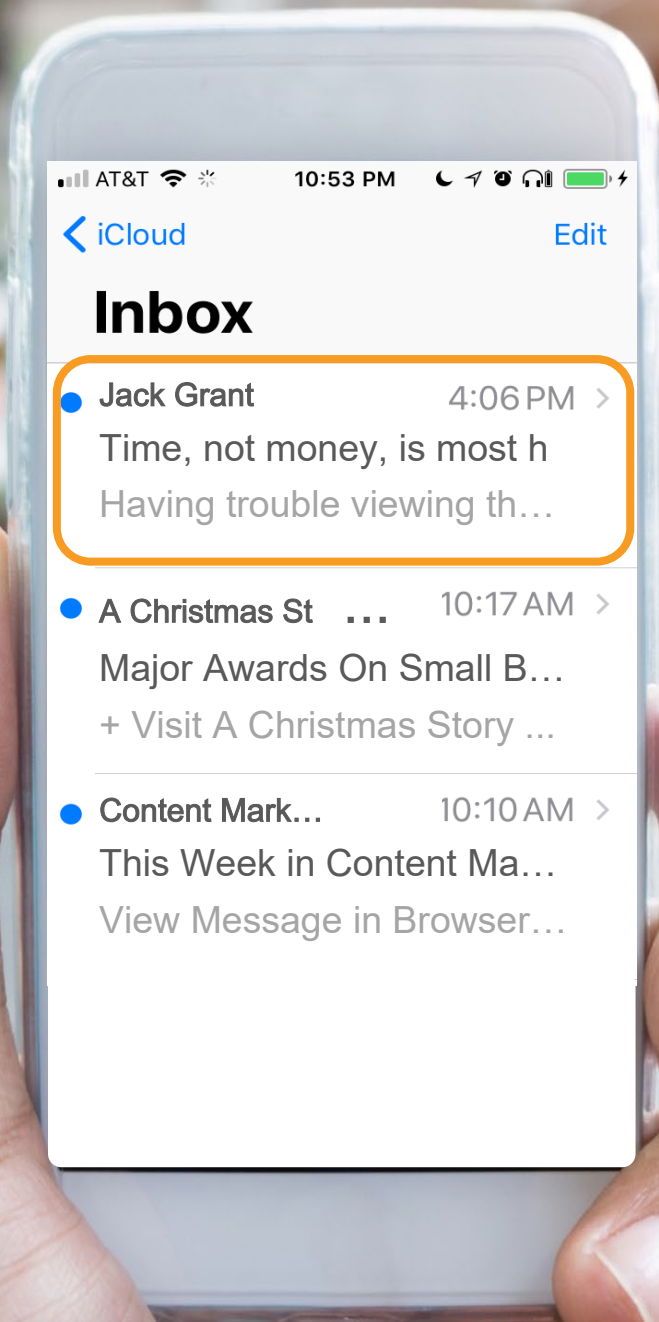 AT&T 10:53 PM
iCloud Edit
Inbox
Jack Grant 4:06 PM
Time, not money, is most h
Having trouble viewing th...
A Christmas St ... 10:17 AM
Major Awards On Small B...
+ Visit A Christmas Story ...
Content Mark... 10:10 AM
This Week in Content Ma...
View Message in Browser...